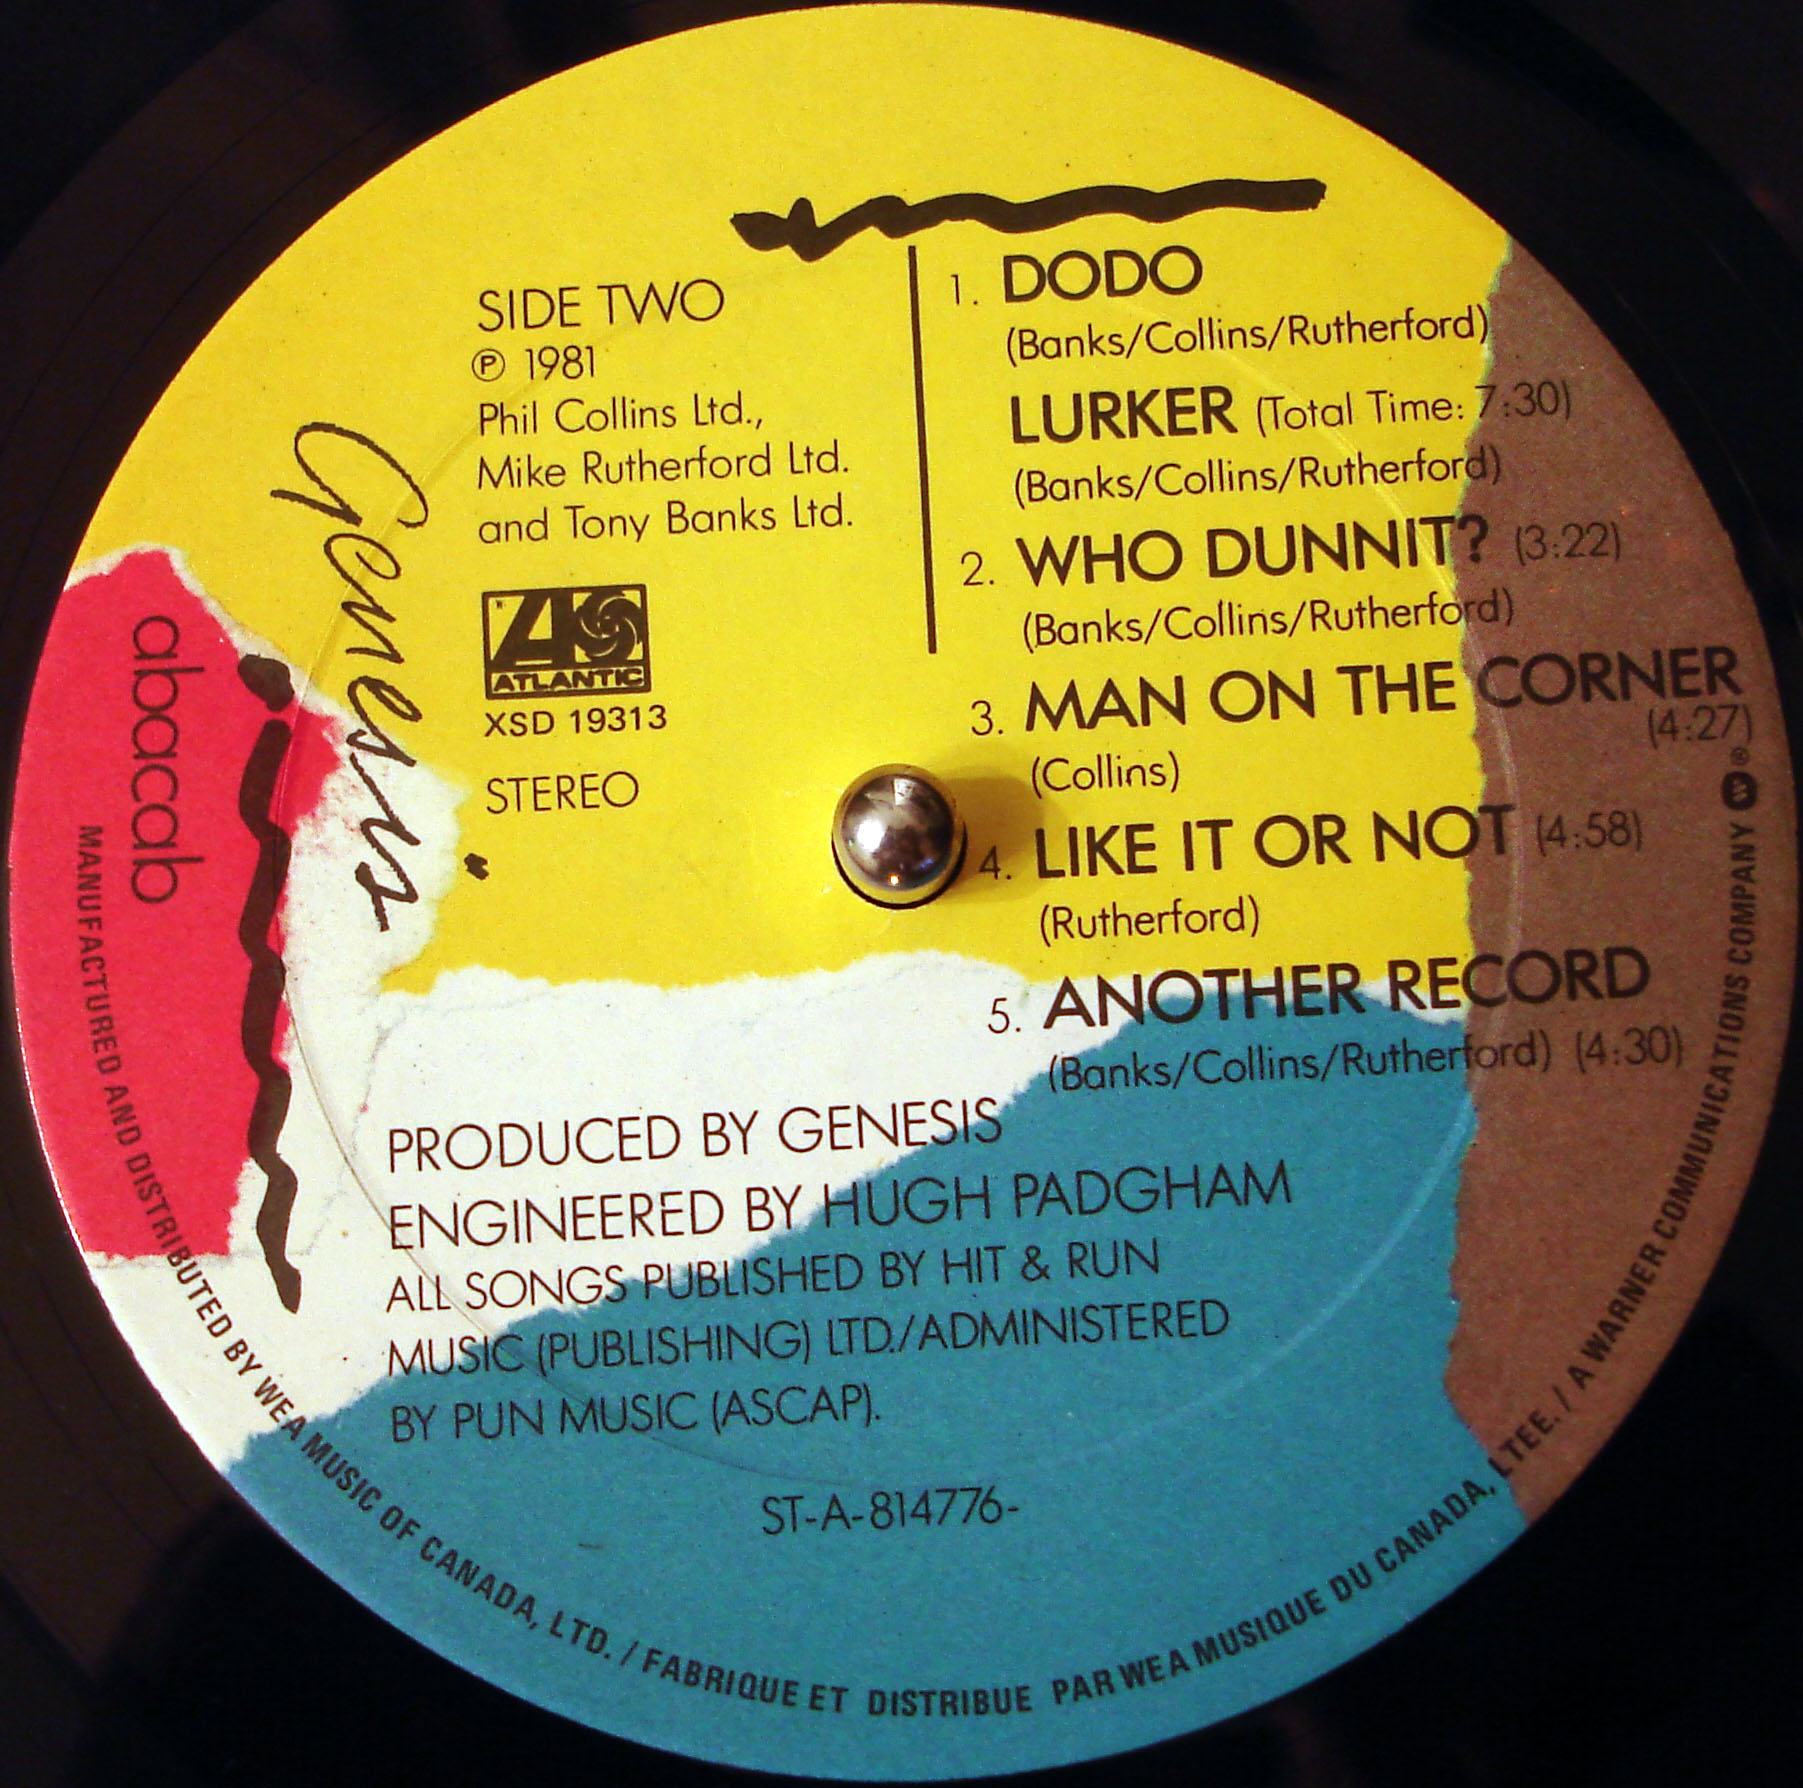 Genesis
abacab
SIDE TWO
Ⓟ 1981
Phil Collins Ltd.,
Mike Rutherford Ltd.
and Tony Banks Ltd.
ATLANTIC
XSD 19313
STEREO
1. DODO
(Banks/Collins/Rutherford)
LURKER (Total Time: 7:30)
(Banks/Collins/Rutherford)
2. WHO DUNNIT? (3:22)
(Banks/Collins/Rutherford)
3. MAN ON THE CORNER
(4:27)
(Collins)
4. LIKE IT OR NOT (4:58)
(Rutherford)
5. ANOTHER RECORD
(Banks/Collins/Rutherford) (4:30)
PRODUCED BY GENESIS
ENGINEERED BY HUGH PADGHAM
ALL SONGS PUBLISHED BY HIT & RUN
MUSIC (PUBLISHING) LTD./ADMINISTERED
BY PUN MUSIC (ASCAP).
ST-A-814776-
MANUFACTURED AND DISTRIBUTED BY WEA MUSIC OF CANADA, LTD. / FABRIQUE ET DISTRIBUE PAR WEA MUSIQUE DU CANADA, LTEE. / A WARNER COMMUNICATIONS COMPANY ®